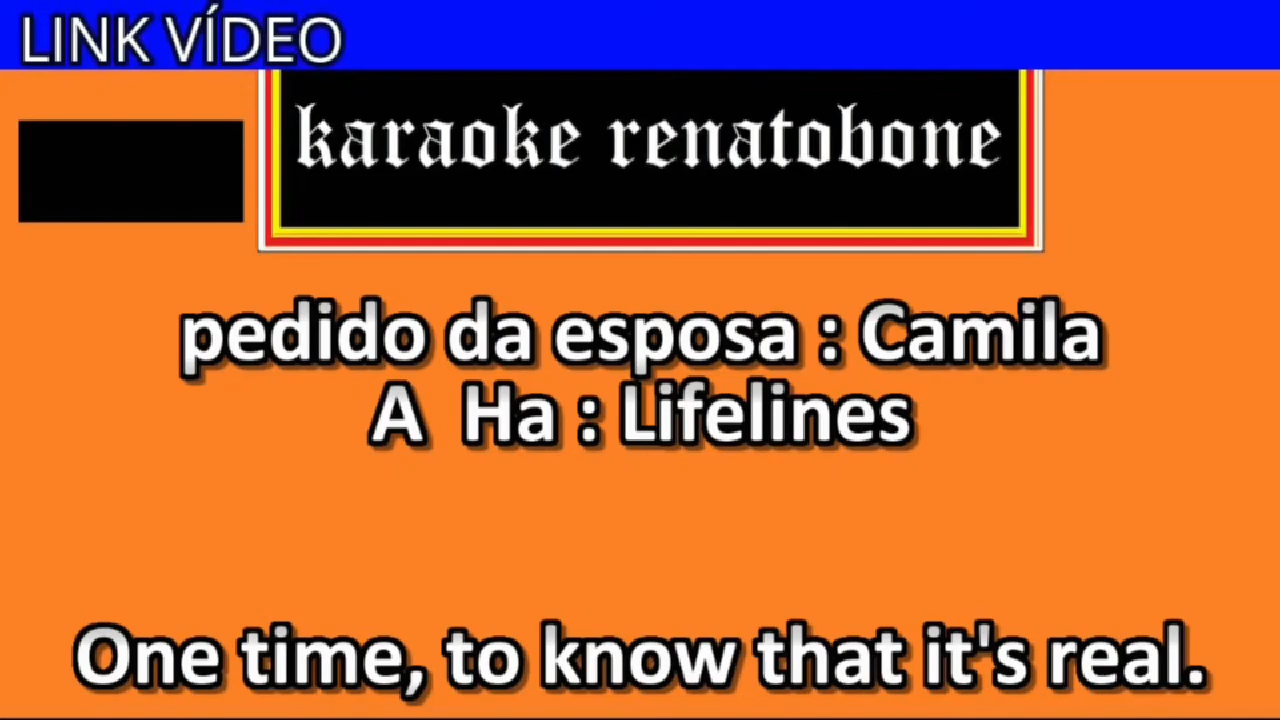 LINK VÍDEO
karaoke renatobone
pedido da esposa : Camila
A Ha : Lifelines
One time, to know that it's real.